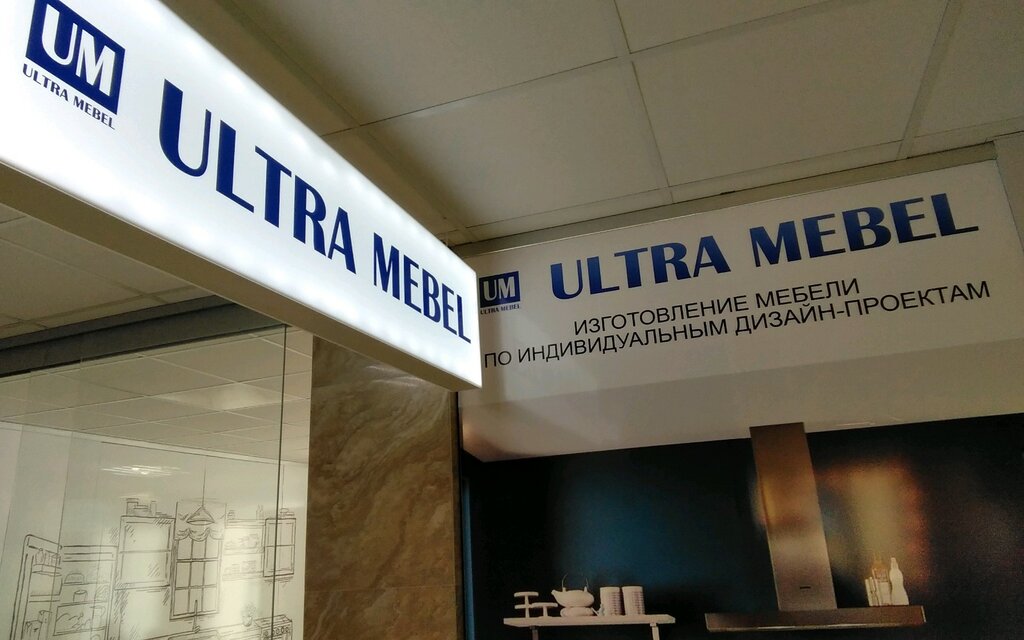 UM
ULTRA MEBEL
ULTRA MEBEL
UM
ULTRA MEBEL
ULTRA MEBEL
ИЗГОТОВЛЕНИЕ МЕБЕЛИ
ПО ИНДИВИДУАЛЬНЫМ ДИЗАЙН-ПРОЕКТАМ